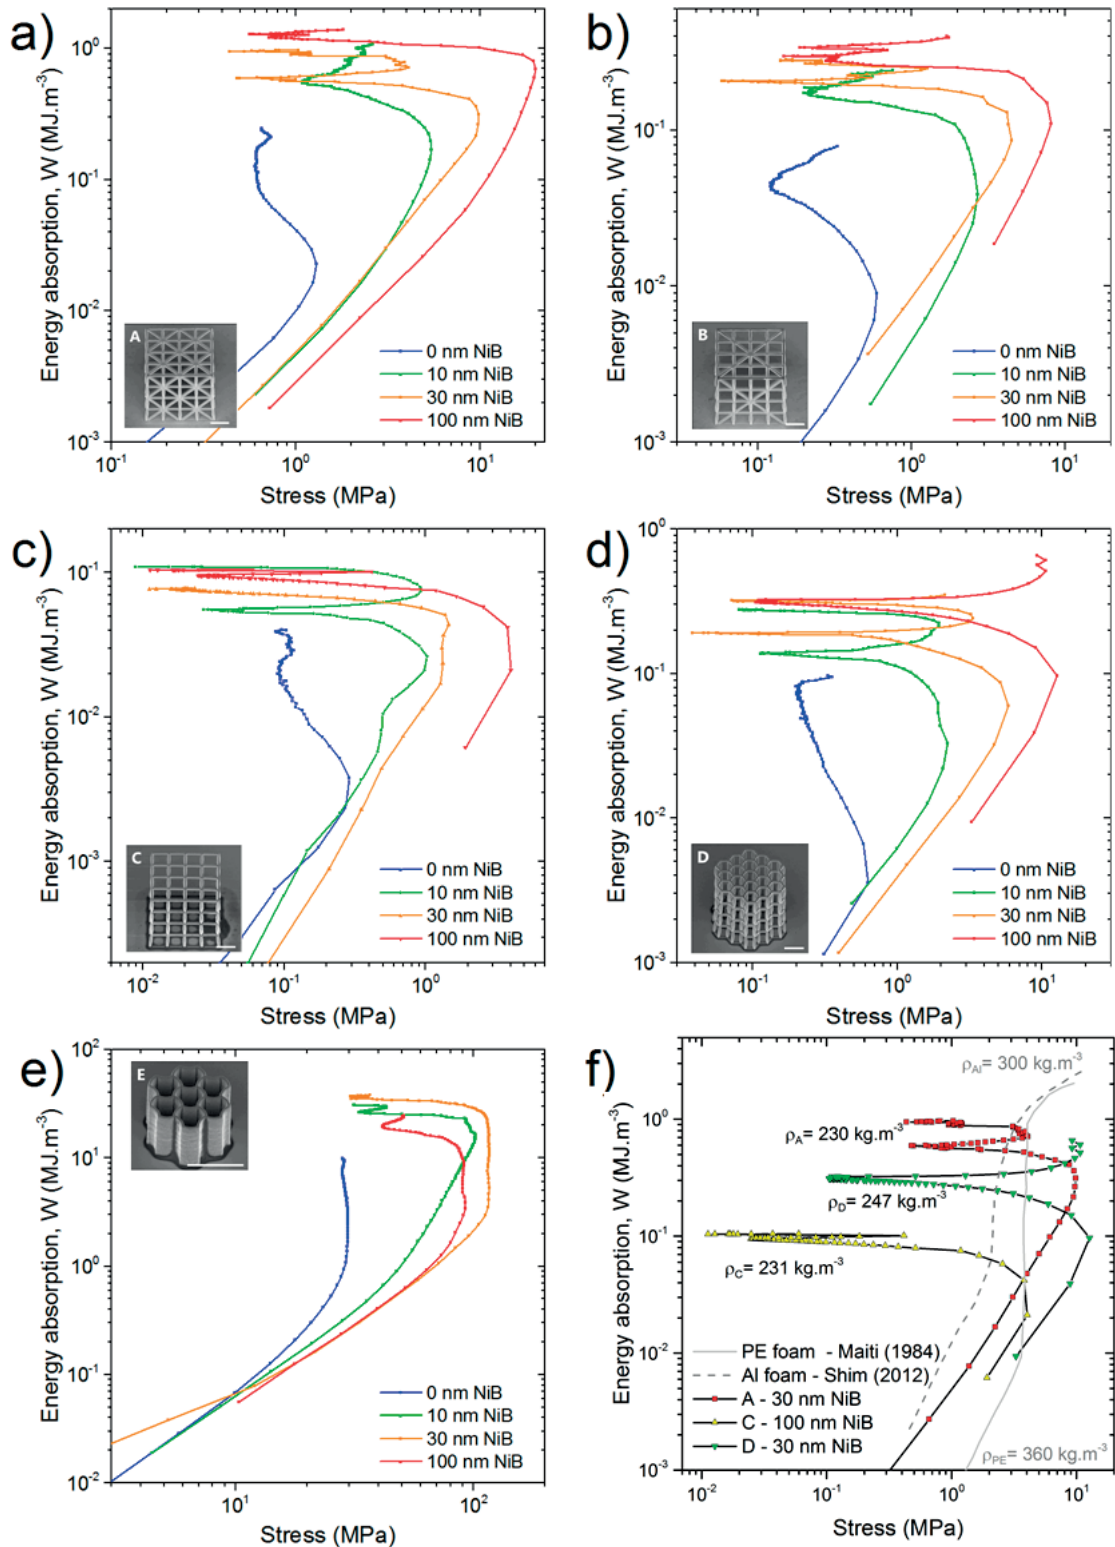 a)
Energy absorption, W (MJ.m⁻³)
10⁰
10⁻¹
10⁻²
10⁻³
10⁻¹
10⁰
10¹
Stress (MPa)
A
0 nm NiB
10 nm NiB
30 nm NiB
100 nm NiB
b)
Energy absorption, W (MJ.m⁻³)
10⁻¹
10⁻²
10⁻³
10⁻¹
10⁰
10¹
Stress (MPa)
B
0 nm NiB
10 nm NiB
30 nm NiB
100 nm NiB
c)
Energy absorption, W (MJ.m⁻³)
10⁻¹
10⁻²
10⁻³
10⁻²
10⁻¹
10⁰
Stress (MPa)
C
0 nm NiB
10 nm NiB
30 nm NiB
100 nm NiB
d)
Energy absorption, W (MJ.m⁻³)
10⁰
10⁻¹
10⁻²
10⁻³
10⁻¹
10⁰
10¹
Stress (MPa)
D
0 nm NiB
10 nm NiB
30 nm NiB
100 nm NiB
e)
Energy absorption, W (MJ.m⁻³)
10²
10¹
10⁰
10⁻¹
10⁻²
10¹
10²
Stress (MPa)
E
0 nm NiB
10 nm NiB
30 nm NiB
100 nm NiB
f)
Energy absorption, W (MJ.m⁻³)
10⁰
10⁻¹
10⁻²
10⁻³
10⁻²
10⁻¹
10⁰
10¹
Stress (MPa)
ρAl= 300 kg.m⁻³
ρA= 230 kg.m⁻³
ρD= 247 kg.m⁻³
ρC= 231 kg.m⁻³
PE foam - Maiti (1984)
Al foam - Shim (2012)
A - 30 nm NiB
C - 100 nm NiB
D - 30 nm NiB
ρPE= 360 kg.m⁻³